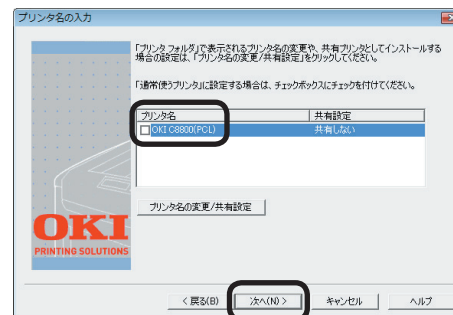 プリンタ名の入力
「プリンタ フォルダ」で表示されるプリンタ名の変更や、共有プリンタとしてインストールする
場合の設定は、「プリンタ名の変更/共有設定」をクリックしてください。
「通常使うプリンタ」に設定する場合は、チェックボックスにチェックを付けてください。
プリンタ名 共有設定
OKI C8800(PCL) 共有しない
プリンタ名の変更/共有設定
OKI
PRINTING SOLUTIONS
< 戻る(B) 次へ(N) > キャンセル ヘルプ